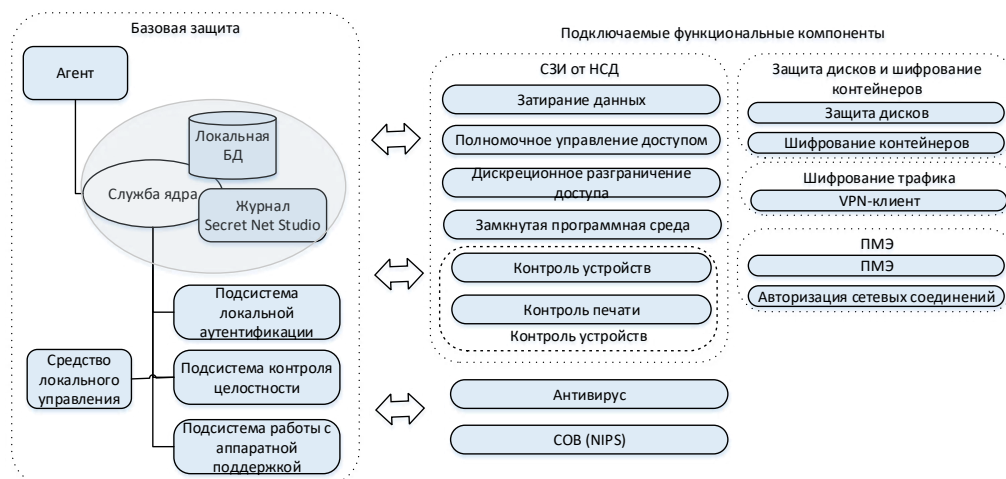 Базовая защита
Агент
Локальная
БД
Служба ядра
Журнал
Secret Net Studio
Подсистема
локальной
аутентификации
Средство
локального
управления
Подсистема контроля
целостности
Подсистема работы с
аппаратной
поддержкой
Подключаемые функциональные компоненты
СЗИ от НСД
Затирание данных
Полномочное управление доступом
Дискреционное разграничение
доступа
Замкнутая программная среда
Контроль устройств
Контроль печати
Контроль устройств
Антивирус
СОВ (NIPS)
Защита дисков и шифрование
контейнеров
Защита дисков
Шифрование контейнеров
Шифрование трафика
VPN-клиент
ПМЭ
ПМЭ
Авторизация сетевых соединений